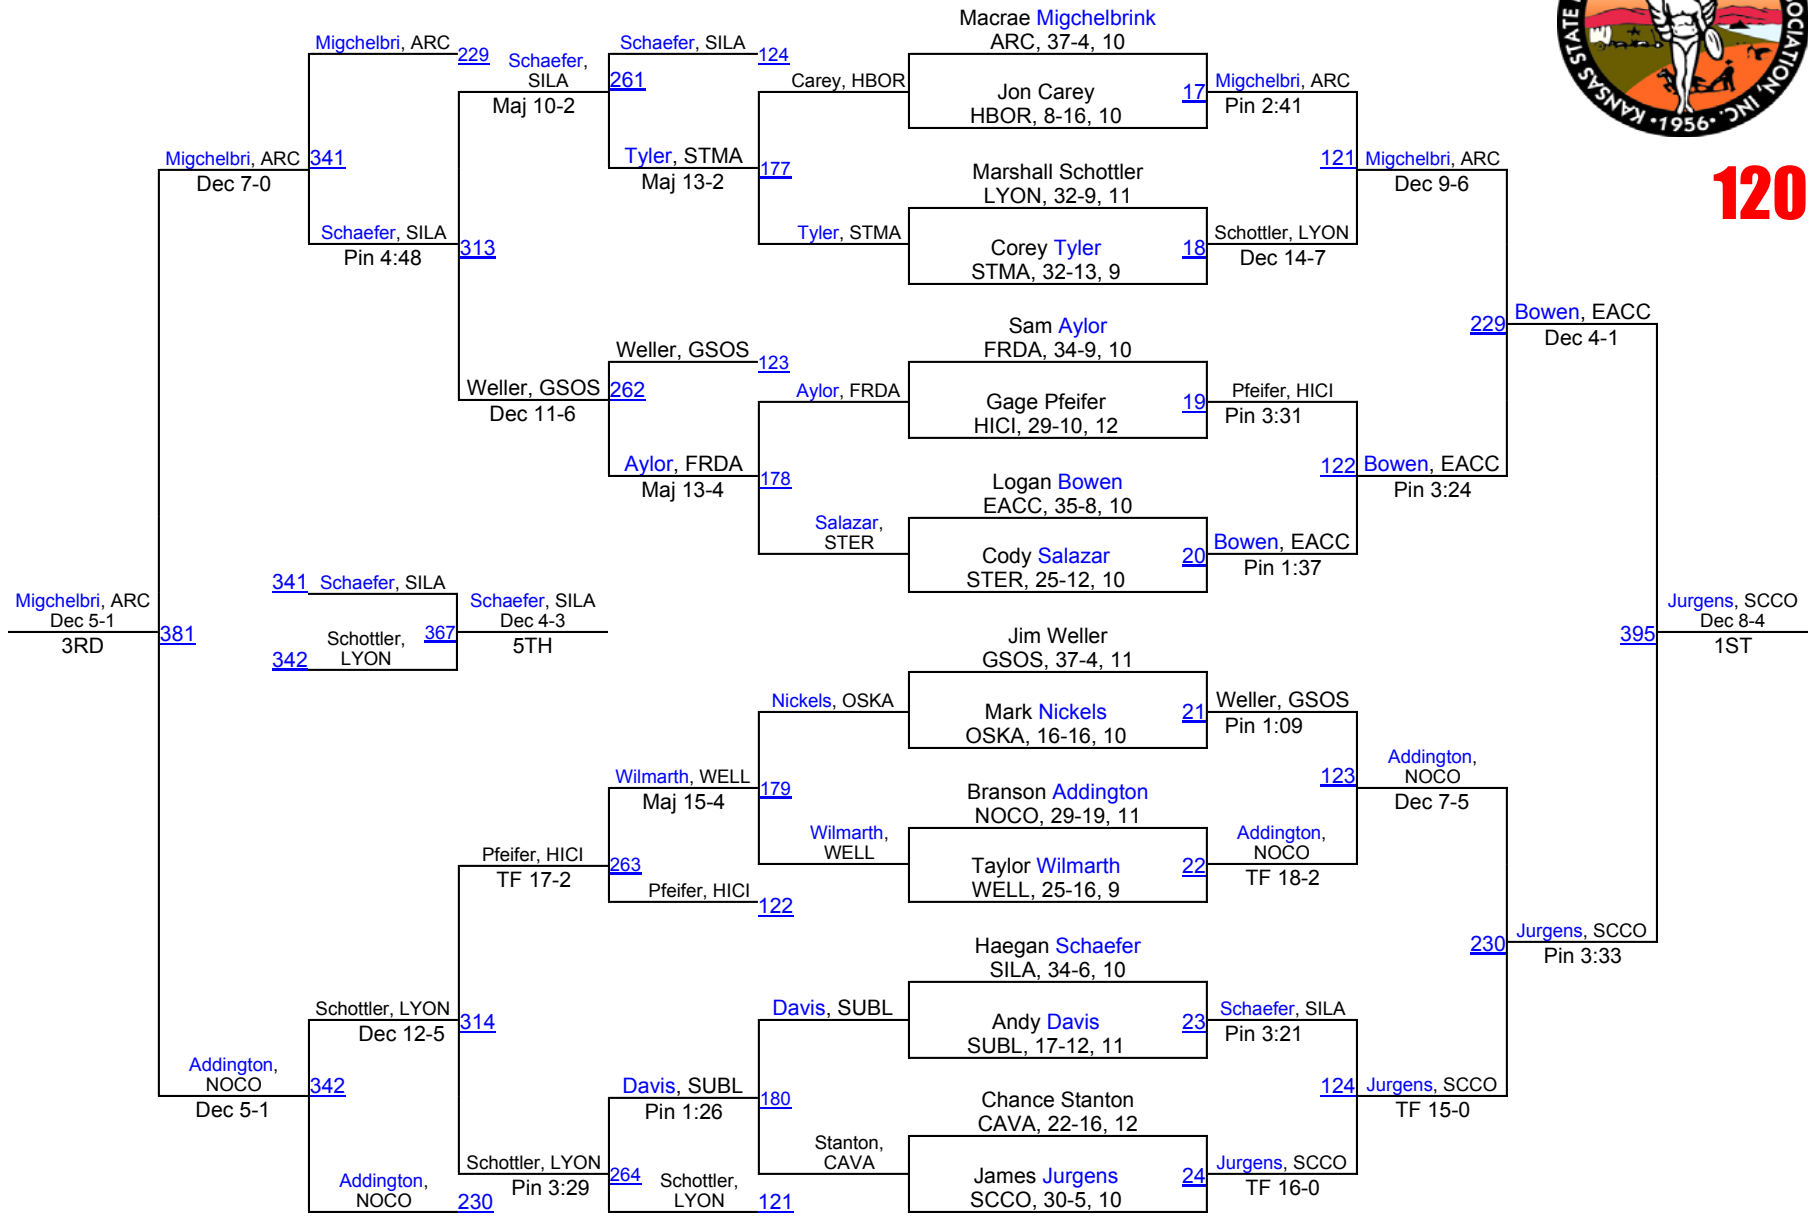 Macrae Migchelbrink
ARC, 37-4, 10
Jon Carey
HBOR, 8-16, 10
17
Marshall Schottler
LYON, 32-9, 11
Corey Tyler
STMA, 32-13, 9
18
Sam Aylor
FRDA, 34-9, 10
Gage Pfeifer
HICI, 29-10, 12
19
Logan Bowen
EACC, 35-8, 10
Cody Salazar
STER, 25-12, 10
20
Jim Weller
GSOS, 37-4, 11
Mark Nickels
OSKA, 16-16, 10
21
Branson Addington
NOCO, 29-19, 11
Taylor Wilmarth
WELL, 25-16, 9
22
Haegan Schaefer
SILA, 34-6, 10
Andy Davis
SUBL, 17-12, 11
23
Chance Stanton
CAVA, 22-16, 12
James Jurgens
SCCO, 30-5, 10
24
Migchelbri, ARC
Pin 2:41
Schottler, LYON
Dec 14-7
Pfeifer, HICI
Pin 3:31
Bowen, EACC
Pin 1:37
Weller, GSOS
Pin 1:09
Addington,
NOCO
TF 18-2
Schaefer, SILA
Pin 3:21
Jurgens, SCCO
TF 16-0
121
Migchelbri, ARC
Dec 9-6
122
Bowen, EACC
Pin 3:24
123
Addington,
NOCO
Dec 7-5
124
Jurgens, SCCO
TF 15-0
229
Bowen, EACC
Dec 4-1
230
Jurgens, SCCO
Pin 3:33
395
Jurgens, SCCO
Dec 8-4
1ST
KANSAS STATE
OCIATION, INC.
•1956•
120
Carey, HBOR
Tyler, STMA
177
Aylor, FRDA
Salazar,
STER
178
Nickels, OSKA
Wilmarth,
WELL
179
Davis, SUBL
Stanton,
CAVA
180
Schaefer, SILA
124
261
Tyler, STMA
Maj 13-2
Weller, GSOS
123
262
Aylor, FRDA
Maj 13-4
Wilmarth, WELL
Maj 15-4
263
Pfeifer, HICI
122
Davis, SUBL
Pin 1:26
264
Schottler,
LYON
121
Schaefer,
SILA
Maj 10-2
Weller, GSOS
Dec 11-6
313
Pfeifer, HICI
TF 17-2
Schottler, LYON
Pin 3:29
314
Migchelbri, ARC
229
Schaefer, SILA
Pin 4:48
341
Schottler, LYON
Dec 12-5
Addington,
NOCO
230
342
Migchelbri, ARC
Dec 7-0
Addington,
NOCO
Dec 5-1
381
Migchelbri, ARC
Dec 5-1
3RD
341
Schaefer, SILA
342
Schottler,
LYON
367
Schaefer, SILA
Dec 4-3
5TH